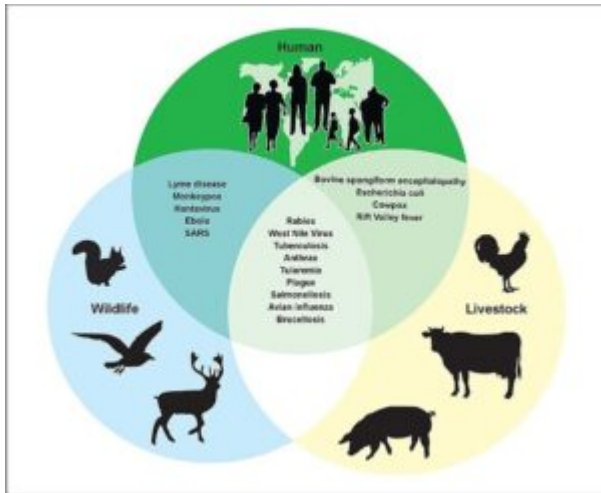 Human
Lyme disease
Monkeypox
Hantavirus
Ebola
SARS
Bovine spongiform encephalopathy
Escherichia coli
Cowpox
Rift Valley fever
Rabies
West Nile Virus
Tuberculosis
Anthrax
Tularemia
Plague
Salmonellosis
Avian Influenza
Brucellosis
Wildlife
Livestock